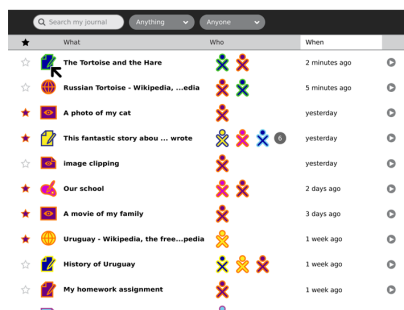 Search my journal Anything Anyone
What Who When
The Tortoise and the Hare 2 minutes ago
Russian Tortoise - Wikipedia, ...edia 5 minutes ago
A photo of my cat yesterday
This fantastic story abou ... wrote 6 yesterday
image clipping yesterday
Our school 2 days ago
A movie of my family 3 days ago
Uruguay - Wikipedia, the free...pedia 1 week ago
History of Uruguay 1 week ago
My homework assignment 1 week ago